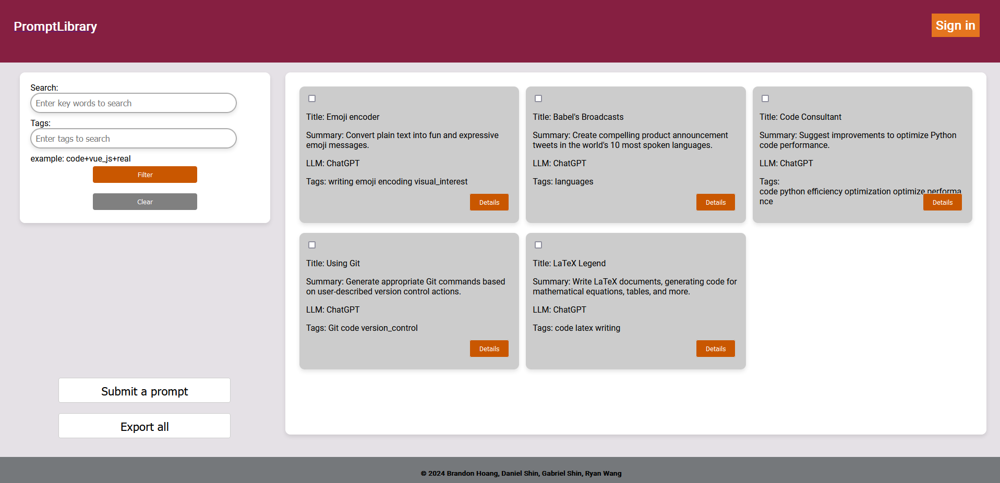 PromptLibrary
Sign in
Search:
Enter key words to search
Tags:
Enter tags to search
example: code+vue_js+real
Filter
Clear
Submit a prompt
Export all
Title: Emoji encoder
Summary: Convert plain text into fun and expressive
emoji messages.
LLM: ChatGPT
Tags: writing emoji encoding visual_interest
Details
Title: Babel's Broadcasts
Summary: Create compelling product announcement
tweets in the world's 10 most spoken languages.
LLM: ChatGPT
Tags: languages
Details
Title: Code Consultant
Summary: Suggest improvements to optimize Python
code performance.
LLM: ChatGPT
Tags:
code python efficiency optimization optimize performa
nce
Details
Title: Using Git
Summary: Generate appropriate Git commands based
on user-described version control actions.
LLM: ChatGPT
Tags: Git code version_control
Details
Title: LaTeX Legend
Summary: Write LaTeX documents, generating code for
mathematical equations, tables, and more.
LLM: ChatGPT
Tags: code latex writing
Details
© 2024 Brandon Hoang, Daniel Shin, Gabriel Shin, Ryan Wang